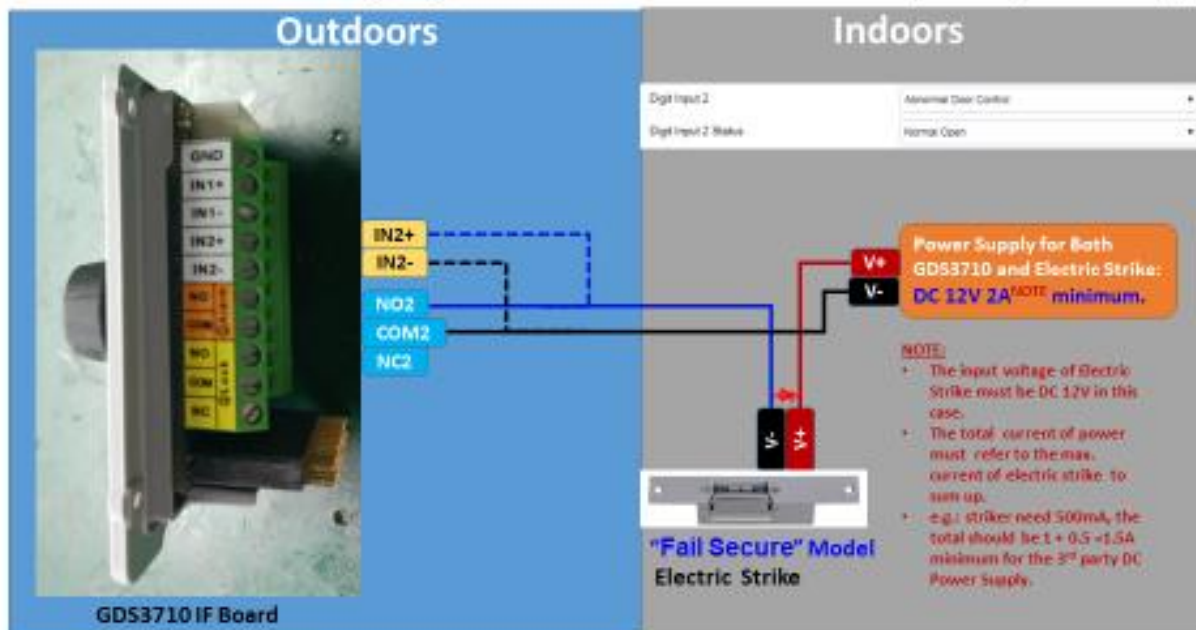 Outdoors
Indoors
Digit Input 2
Abnormal Door Control
Digit Input 2 Status
Normal Open
GND
IN1+
IN1-
IN2+
IN2-
NO
COM
NO
COM
NC
IN2+
IN2-
NO2
COM2
NC2
V+
V-
Power Supply for Both
GDS3710 and Electric Strike:
DC 12V 2A NOTE minimum.
NOTE:
• The input voltage of Electric
Strike must be DC 12V in this
case.
• The total current of power
must refer to the max.
current of electric strike to
sum up.
• e.g.: striker need 500mA, the
total should be 1 + 0.5 =1.5A
minimum for the 3rd party DC
Power Supply.
V-
V+
"Fail Secure" Model
Electric Strike
GDS3710 IF Board